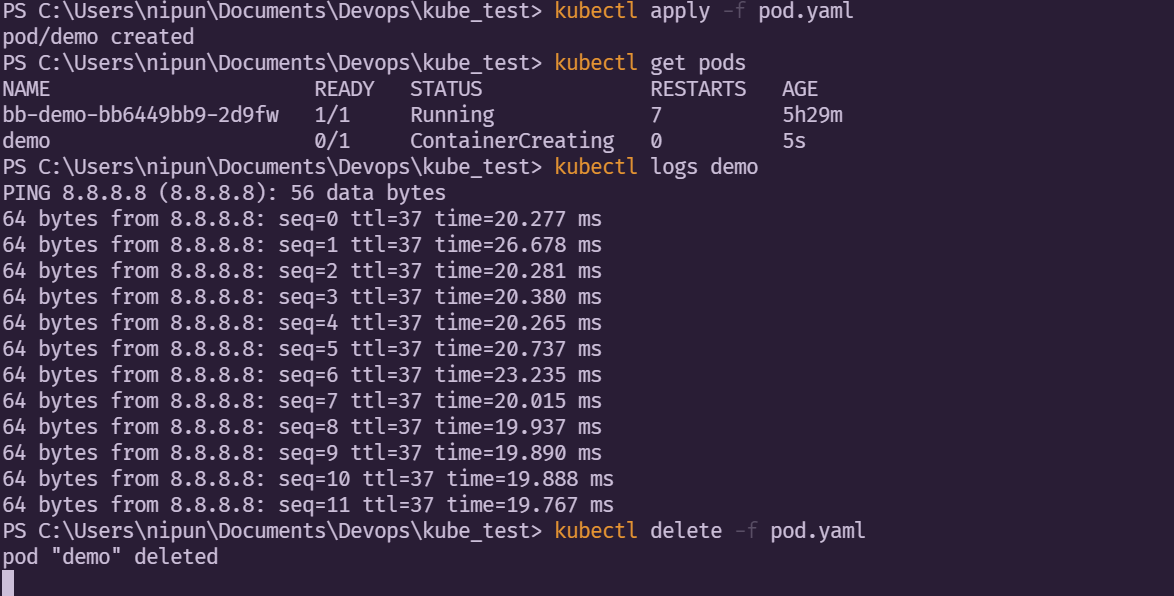 PS C:\Users\nipun\Documents\Devops\kube_test> kubectl apply -f pod.yaml
pod/demo created
PS C:\Users\nipun\Documents\Devops\kube_test> kubectl get pods
NAME                      READY   STATUS              RESTARTS   AGE
bb-demo-bb6449bb9-2d9fw   1/1     Running             7          5h29m
demo                      0/1     ContainerCreating   0          5s
PS C:\Users\nipun\Documents\Devops\kube_test> kubectl logs demo
PING 8.8.8.8 (8.8.8.8): 56 data bytes
64 bytes from 8.8.8.8: seq=0 ttl=37 time=20.277 ms
64 bytes from 8.8.8.8: seq=1 ttl=37 time=26.678 ms
64 bytes from 8.8.8.8: seq=2 ttl=37 time=20.281 ms
64 bytes from 8.8.8.8: seq=3 ttl=37 time=20.380 ms
64 bytes from 8.8.8.8: seq=4 ttl=37 time=20.265 ms
64 bytes from 8.8.8.8: seq=5 ttl=37 time=20.737 ms
64 bytes from 8.8.8.8: seq=6 ttl=37 time=23.235 ms
64 bytes from 8.8.8.8: seq=7 ttl=37 time=20.015 ms
64 bytes from 8.8.8.8: seq=8 ttl=37 time=19.937 ms
64 bytes from 8.8.8.8: seq=9 ttl=37 time=19.890 ms
64 bytes from 8.8.8.8: seq=10 ttl=37 time=19.888 ms
64 bytes from 8.8.8.8: seq=11 ttl=37 time=19.767 ms
PS C:\Users\nipun\Documents\Devops\kube_test> kubectl delete -f pod.yaml
pod "demo" deleted